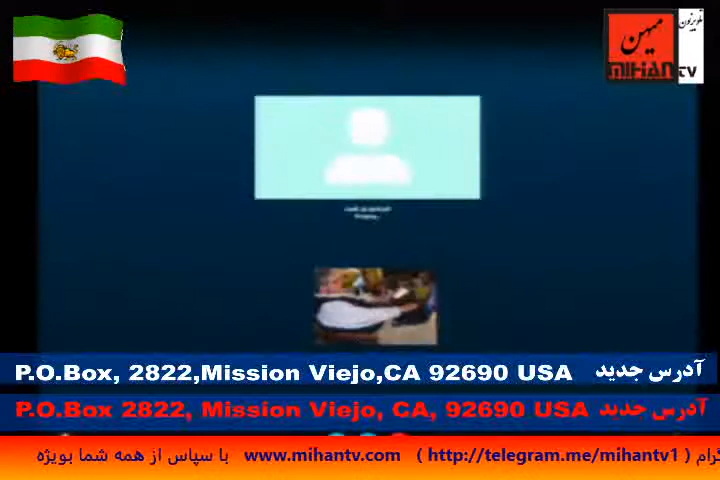 میهن
تلویزیون
MIHAN TV
P.O.Box, 2822,Mission Viejo,CA 92690 USA آدرس جدید
P.O.Box 2822, Mission Viejo, CA, 92690 USA آدرس جدید
گرام ( http://telegram.me/mihantv1 ) www.mihantv.com با سپاس از همه شما بویژه